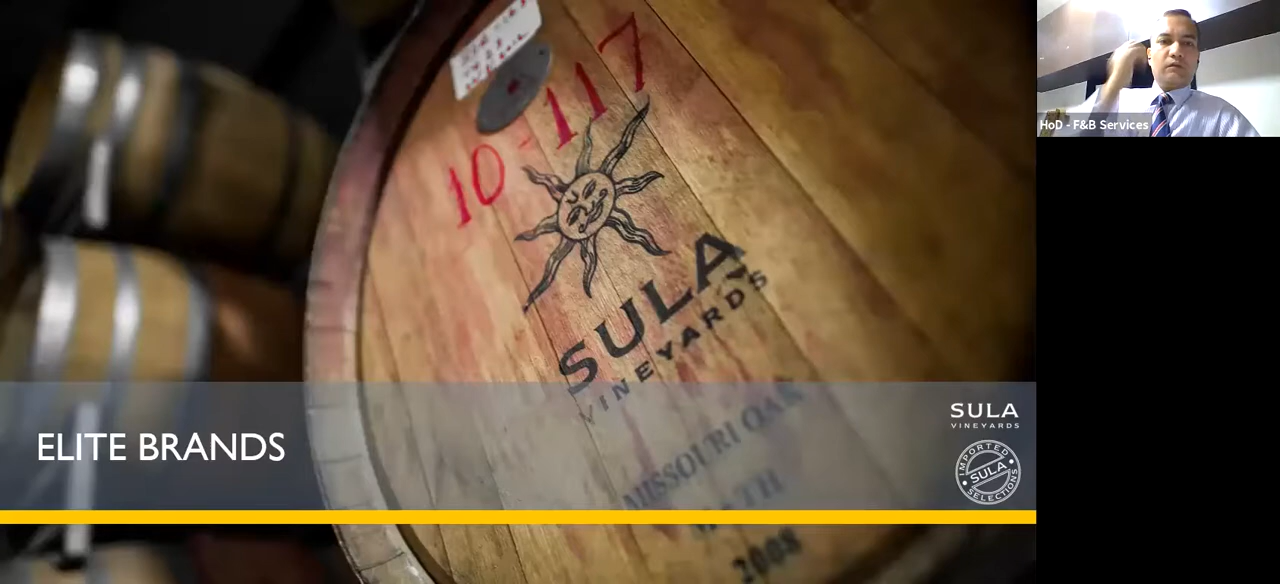 10-117
SULA
VINEYARDS
MISSOURI OAK
2008
ELITE BRANDS
SULA
VINEYARDS
IMPORTED
SULA
SELECTIONS
HoD - F&B Services